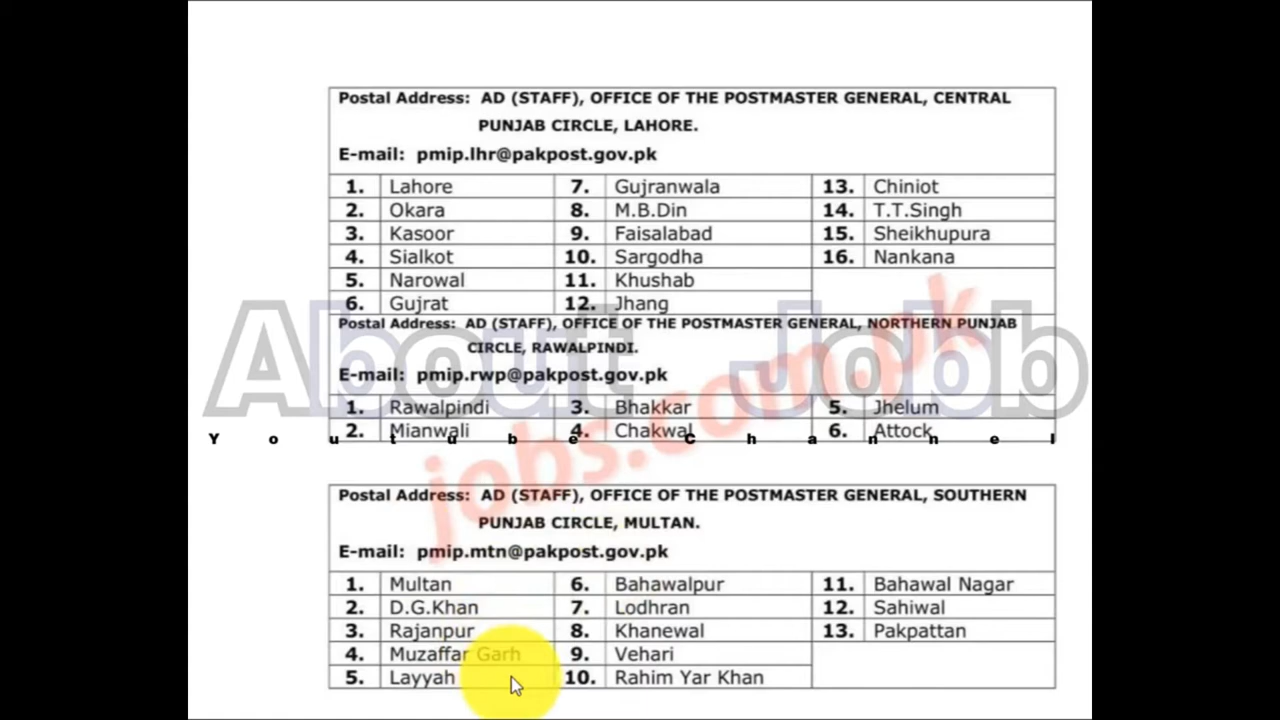 Postal Address: AD (STAFF), OFFICE OF THE POSTMASTER GENERAL, CENTRAL
PUNJAB CIRCLE, LAHORE.
E-mail: pmip.lhr@pakpost.gov.pk
1. Lahore 7. Gujranwala 13. Chiniot
2. Okara 8. M.B.Din 14. T.T.Singh
3. Kasoor 9. Faisalabad 15. Sheikhupura
4. Sialkot 10. Sargodha 16. Nankana
5. Narowal 11. Khushab
6. Gujrat 12. Jhang
Postal Address: AD (STAFF), OFFICE OF THE POSTMASTER GENERAL, NORTHERN PUNJAB
CIRCLE, RAWALPINDI.
E-mail: pmip.rwp@pakpost.gov.pk
About Jobb
1. Rawalpindi 3. Bhakkar 5. Jhelum
2. Mianwali 4. Chakwal 6. Attock
Youtube Channel
jobs.com.pk
Postal Address: AD (STAFF), OFFICE OF THE POSTMASTER GENERAL, SOUTHERN
PUNJAB CIRCLE, MULTAN.
E-mail: pmip.mtn@pakpost.gov.pk
1. Multan 6. Bahawalpur 11. Bahawal Nagar
2. D.G.Khan 7. Lodhran 12. Sahiwal
3. Rajanpur 8. Khanewal 13. Pakpattan
4. Muzaffar Garh 9. Vehari
5. Layyah 10. Rahim Yar Khan